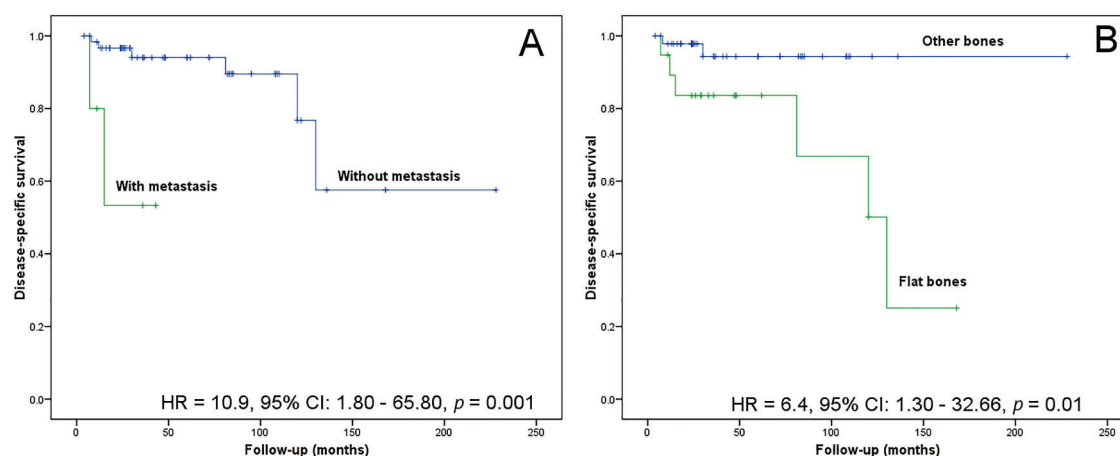 A
1.0
0.8
0.6
0.4
0.2
0.0
Disease-specific survival
With metastasis
Without metastasis
HR = 10.9, 95% CI: 1.80 - 65.80, p = 0.001
0 50 100 150 200 250
Follow-up (months)
B
1.0
0.8
0.6
0.4
0.2
0.0
Disease-specific survival
Other bones
Flat bones
HR = 6.4, 95% CI: 1.30 - 32.66, p = 0.01
0 50 100 150 200 250
Follow-up (months)